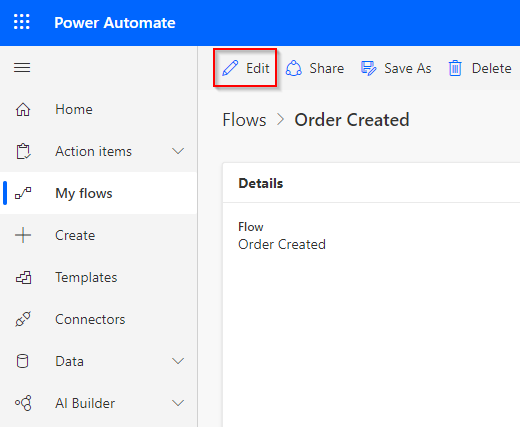 Power Automate
Edit Share Save As Delete
Home
Action items
My flows
Create
Templates
Connectors
Data
AI Builder
Flows > Order Created
Details
Flow
Order Created